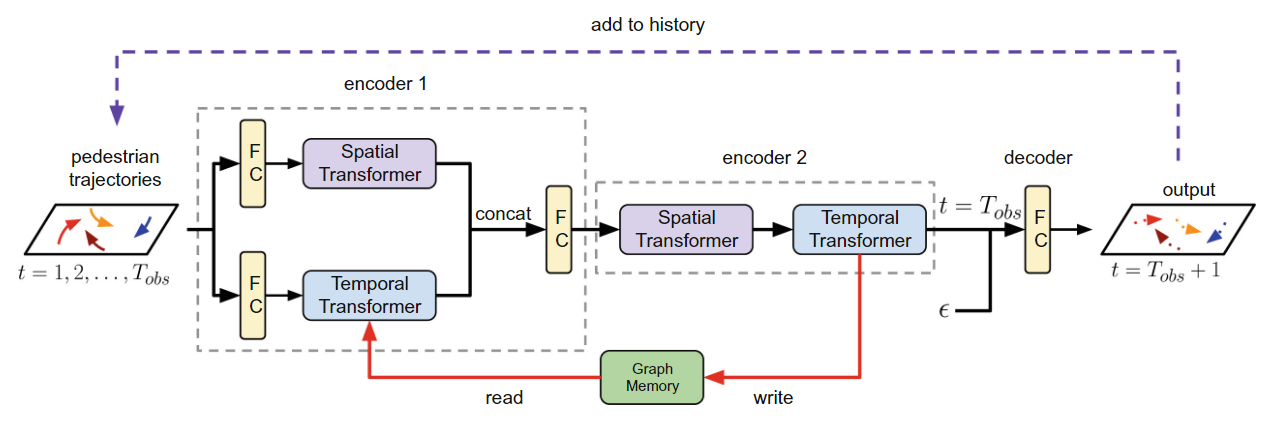 add to history
encoder 1
pedestrian
trajectories
t = 1, 2, . . . , T_obs
F
C
Spatial
Transformer
F
C
Temporal
Transformer
concat
F
C
encoder 2
Spatial
Transformer
Temporal
Transformer
t = T_obs
ϵ
decoder
F
C
output
t = T_obs + 1
Graph
Memory
read
write